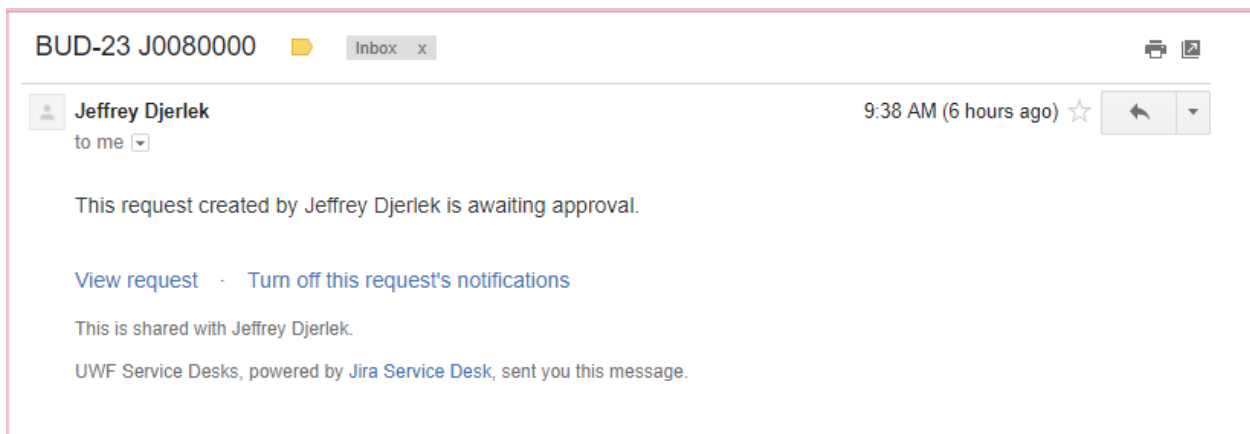 BUD-23 J0080000 Inbox x
Jeffrey Djerlek 9:38 AM (6 hours ago)
to me
This request created by Jeffrey Djerlek is awaiting approval.
View request · Turn off this request's notifications
This is shared with Jeffrey Djerlek.
UWF Service Desks, powered by Jira Service Desk, sent you this message.